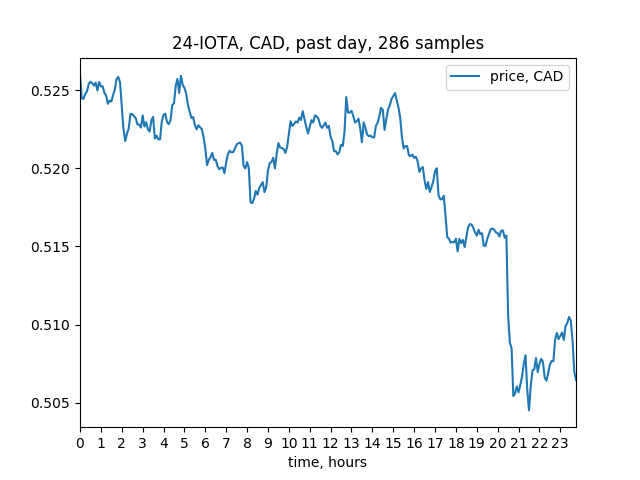 24-IOTA, CAD, past day, 286 samples
price, CAD
0.525
0.520
0.515
0.510
0.505
0 1 2 3 4 5 6 7 8 9 10 11 12 13 14 15 16 17 18 19 20 21 22 23
time, hours